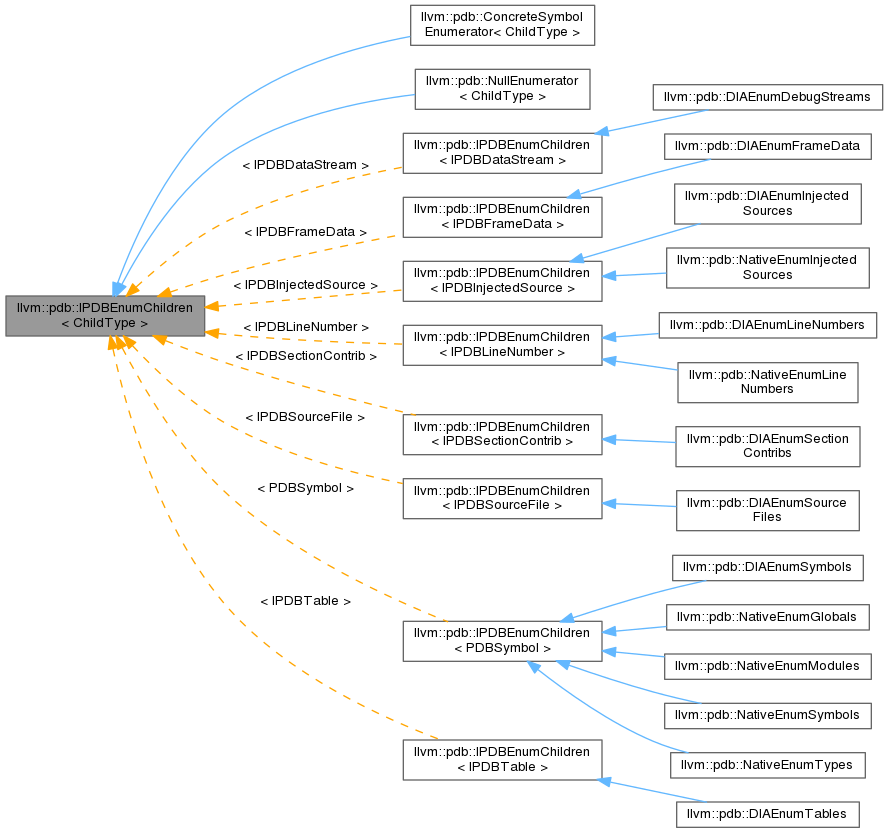 llvm::pdb::ConcreteSymbol
Enumerator< ChildType >
llvm::pdb::NullEnumerator
< ChildType >
llvm::pdb::DIAEnumDebugStreams
llvm::pdb::IPDBEnumChildren
< IPDBDataStream >
< IPDBDataStream >
llvm::pdb::DIAEnumFrameData
llvm::pdb::IPDBEnumChildren
< IPDBFrameData >
< IPDBFrameData >
llvm::pdb::DIAEnumInjected
Sources
llvm::pdb::NativeEnumInjected
Sources
llvm::pdb::IPDBEnumChildren
< IPDBInjectedSource >
< IPDBInjectedSource >
llvm::pdb::IPDBEnumChildren
< ChildType >
llvm::pdb::DIAEnumLineNumbers
< IPDBLineNumber >
llvm::pdb::IPDBEnumChildren
< IPDBLineNumber >
< IPDBSectionContrib >
llvm::pdb::NativeEnumLine
Numbers
llvm::pdb::IPDBEnumChildren
< IPDBSectionContrib >
llvm::pdb::DIAEnumSection
Contribs
< IPDBSourceFile >
llvm::pdb::IPDBEnumChildren
< IPDBSourceFile >
llvm::pdb::DIAEnumSource
Files
< PDBSymbol >
llvm::pdb::DIAEnumSymbols
< IPDBTable >
llvm::pdb::NativeEnumGlobals
llvm::pdb::IPDBEnumChildren
< PDBSymbol >
llvm::pdb::NativeEnumModules
llvm::pdb::NativeEnumSymbols
llvm::pdb::IPDBEnumChildren
< IPDBTable >
llvm::pdb::NativeEnumTypes
llvm::pdb::DIAEnumTables